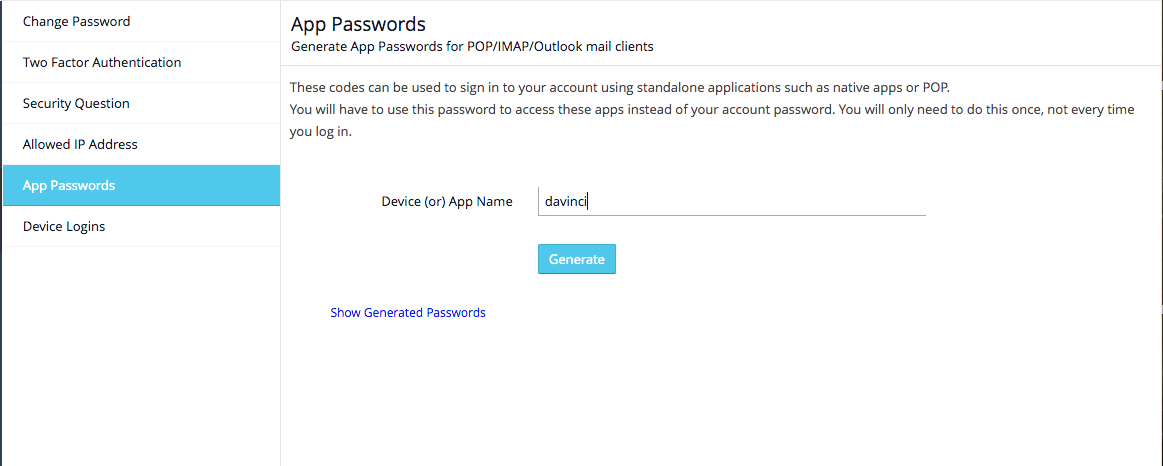 Change Password
Two Factor Authentication
Security Question
Allowed IP Address
App Passwords
Device Logins
App Passwords
Generate App Passwords for POP/IMAP/Outlook mail clients
These codes can be used to sign in to your account using standalone applications such as native apps or POP.
You will have to use this password to access these apps instead of your account password. You will only need to do this once, not every time
you log in.
Device (or) App Name
davinci
Generate
Show Generated Passwords